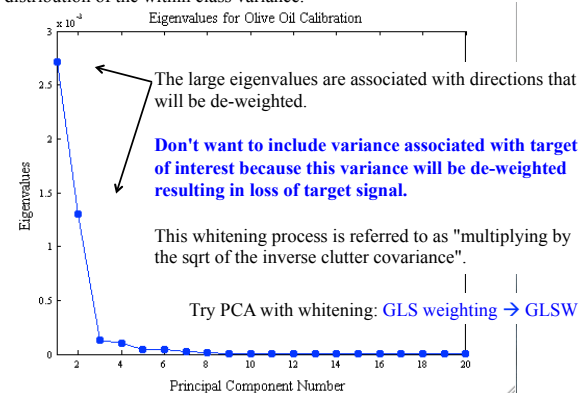 distribution of the within class variance.
Eigenvalues for Olive Oil Calibration
x 10^-3
3
2.5
2
1.5
1
0.5
0
Eigenvalues
The large eigenvalues are associated with directions that
will be de-weighted.
Don't want to include variance associated with target
of interest because this variance will be de-weighted
resulting in loss of target signal.
This whitening process is referred to as "multiplying by
the sqrt of the inverse clutter covariance".
Try PCA with whitening: GLS weighting → GLSW
2 4 6 8 10 12 14 16 18 20
Principal Component Number